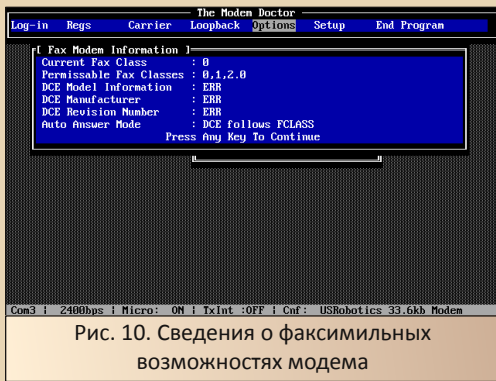 The Modem Doctor
Log-in Regs Carrier Loopback Options Setup End Program
[ Fax Modem Information ]
Current Fax Class : 0
Permissable Fax Classes : 0,1,2.0
DCE Model Information : ERR
DCE Manufacturer : ERR
DCE Revision Number : ERR
Auto Answer Mode : DCE follows FCLASS
Press Any Key To Continue
Com3 | 2400bps | Micro: ON | TxInt :OFF | Cnf: USRobotics 33.6kb Modem
Рис. 10. Сведения о факсимильных
возможностях модема